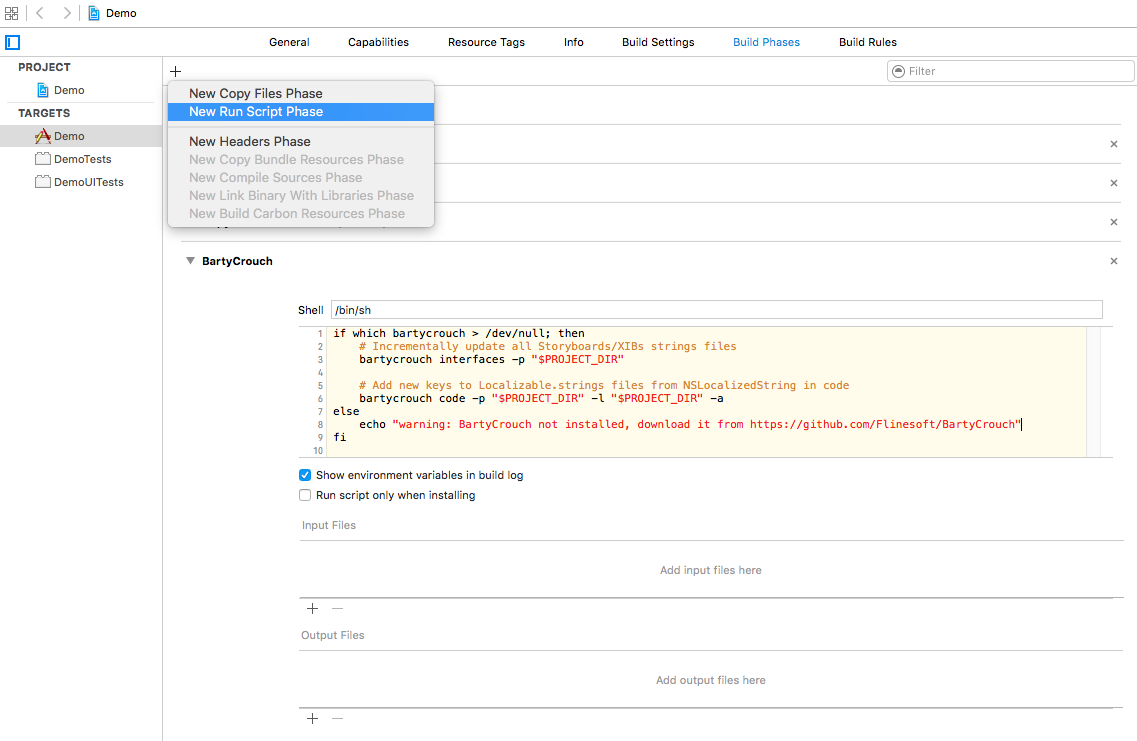 Demo
General Capabilities Resource Tags Info Build Settings Build Phases Build Rules
PROJECT
Demo
TARGETS
Demo
DemoTests
DemoUITests
Filter
New Copy Files Phase
New Run Script Phase
New Headers Phase
New Copy Bundle Resources Phase
New Compile Sources Phase
New Link Binary With Libraries Phase
New Build Carbon Resources Phase
BartyCrouch
Shell /bin/sh
1 if which bartycrouch > /dev/null; then
2 # Incrementally update all Storyboards/XIBs strings files
3 bartycrouch interfaces -p "$PROJECT_DIR"
4
5 # Add new keys to Localizable.strings files from NSLocalizedString in code
6 bartycrouch code -p "$PROJECT_DIR" -l "$PROJECT_DIR" -a
7 else
8 echo "warning: BartyCrouch not installed, download it from https://github.com/Flinesoft/BartyCrouch"
9 fi
10
Show environment variables in build log
Run script only when installing
Input Files
Add input files here
Output Files
Add output files here